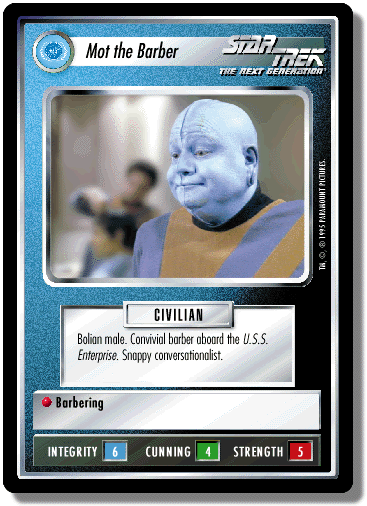 Mot the Barber
STAR TREK
THE NEXT GENERATION
TM, ©, ® 1995 PARAMOUNT PICTURES.
CIVILIAN
Bolian male. Convivial barber aboard the U.S.S.
Enterprise. Snappy conversationalist.
Barbering
INTEGRITY 6 CUNNING 4 STRENGTH 5